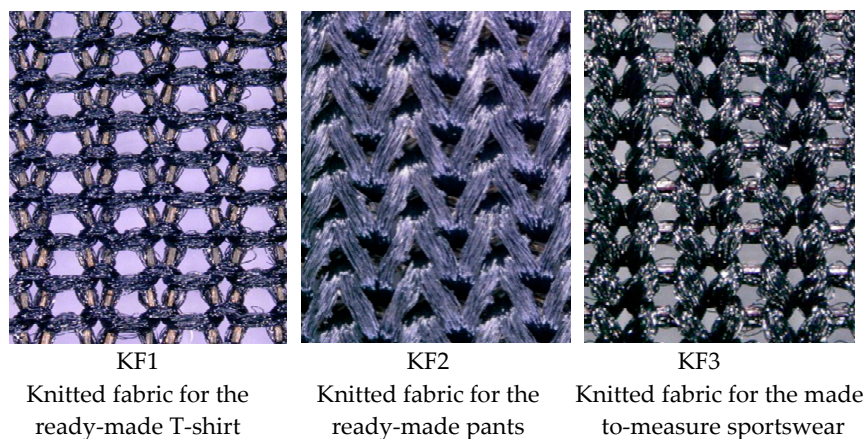 KF1
Knitted fabric for the
ready-made T-shirt
KF2
Knitted fabric for the
ready-made pants
KF3
Knitted fabric for the made
to-measure sportswear